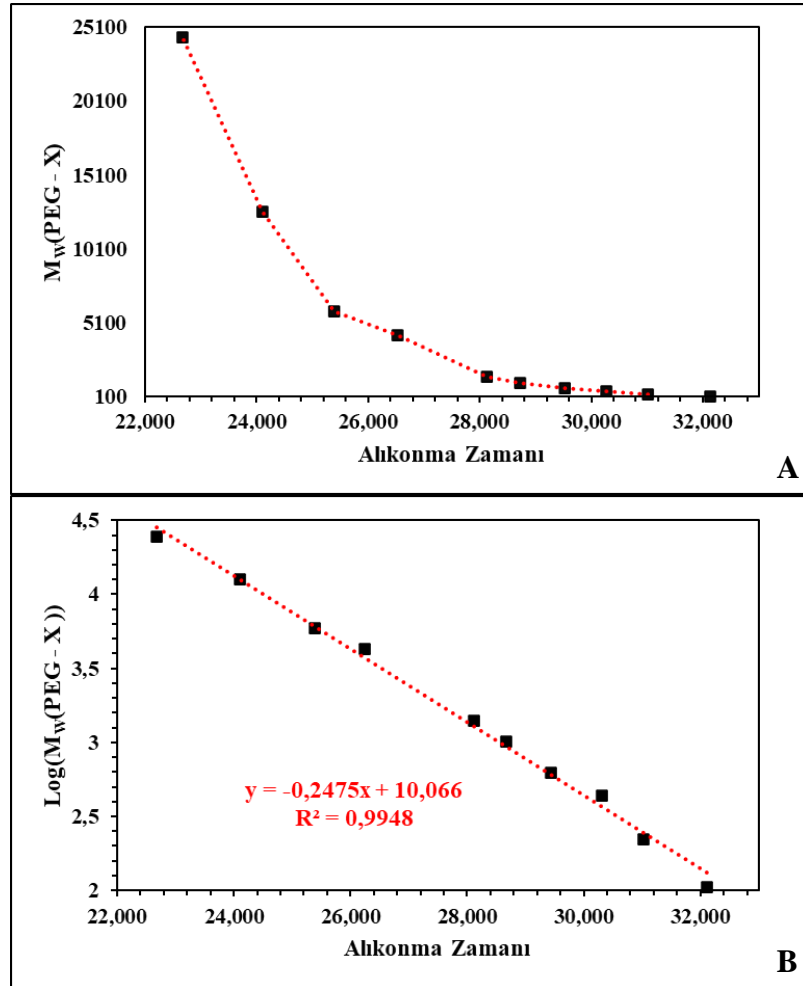 25100
20100
15100
10100
5100
100
22,000 24,000 26,000 28,000 30,000 32,000
M_W(PEG - X)
Alıkonma Zamanı
A
4,5
4
3,5
3
2,5
2
22,000 24,000 26,000 28,000 30,000 32,000
Log(M_W(PEG - X ))
y = -0,2475x + 10,066
R² = 0,9948
Alıkonma Zamanı
B